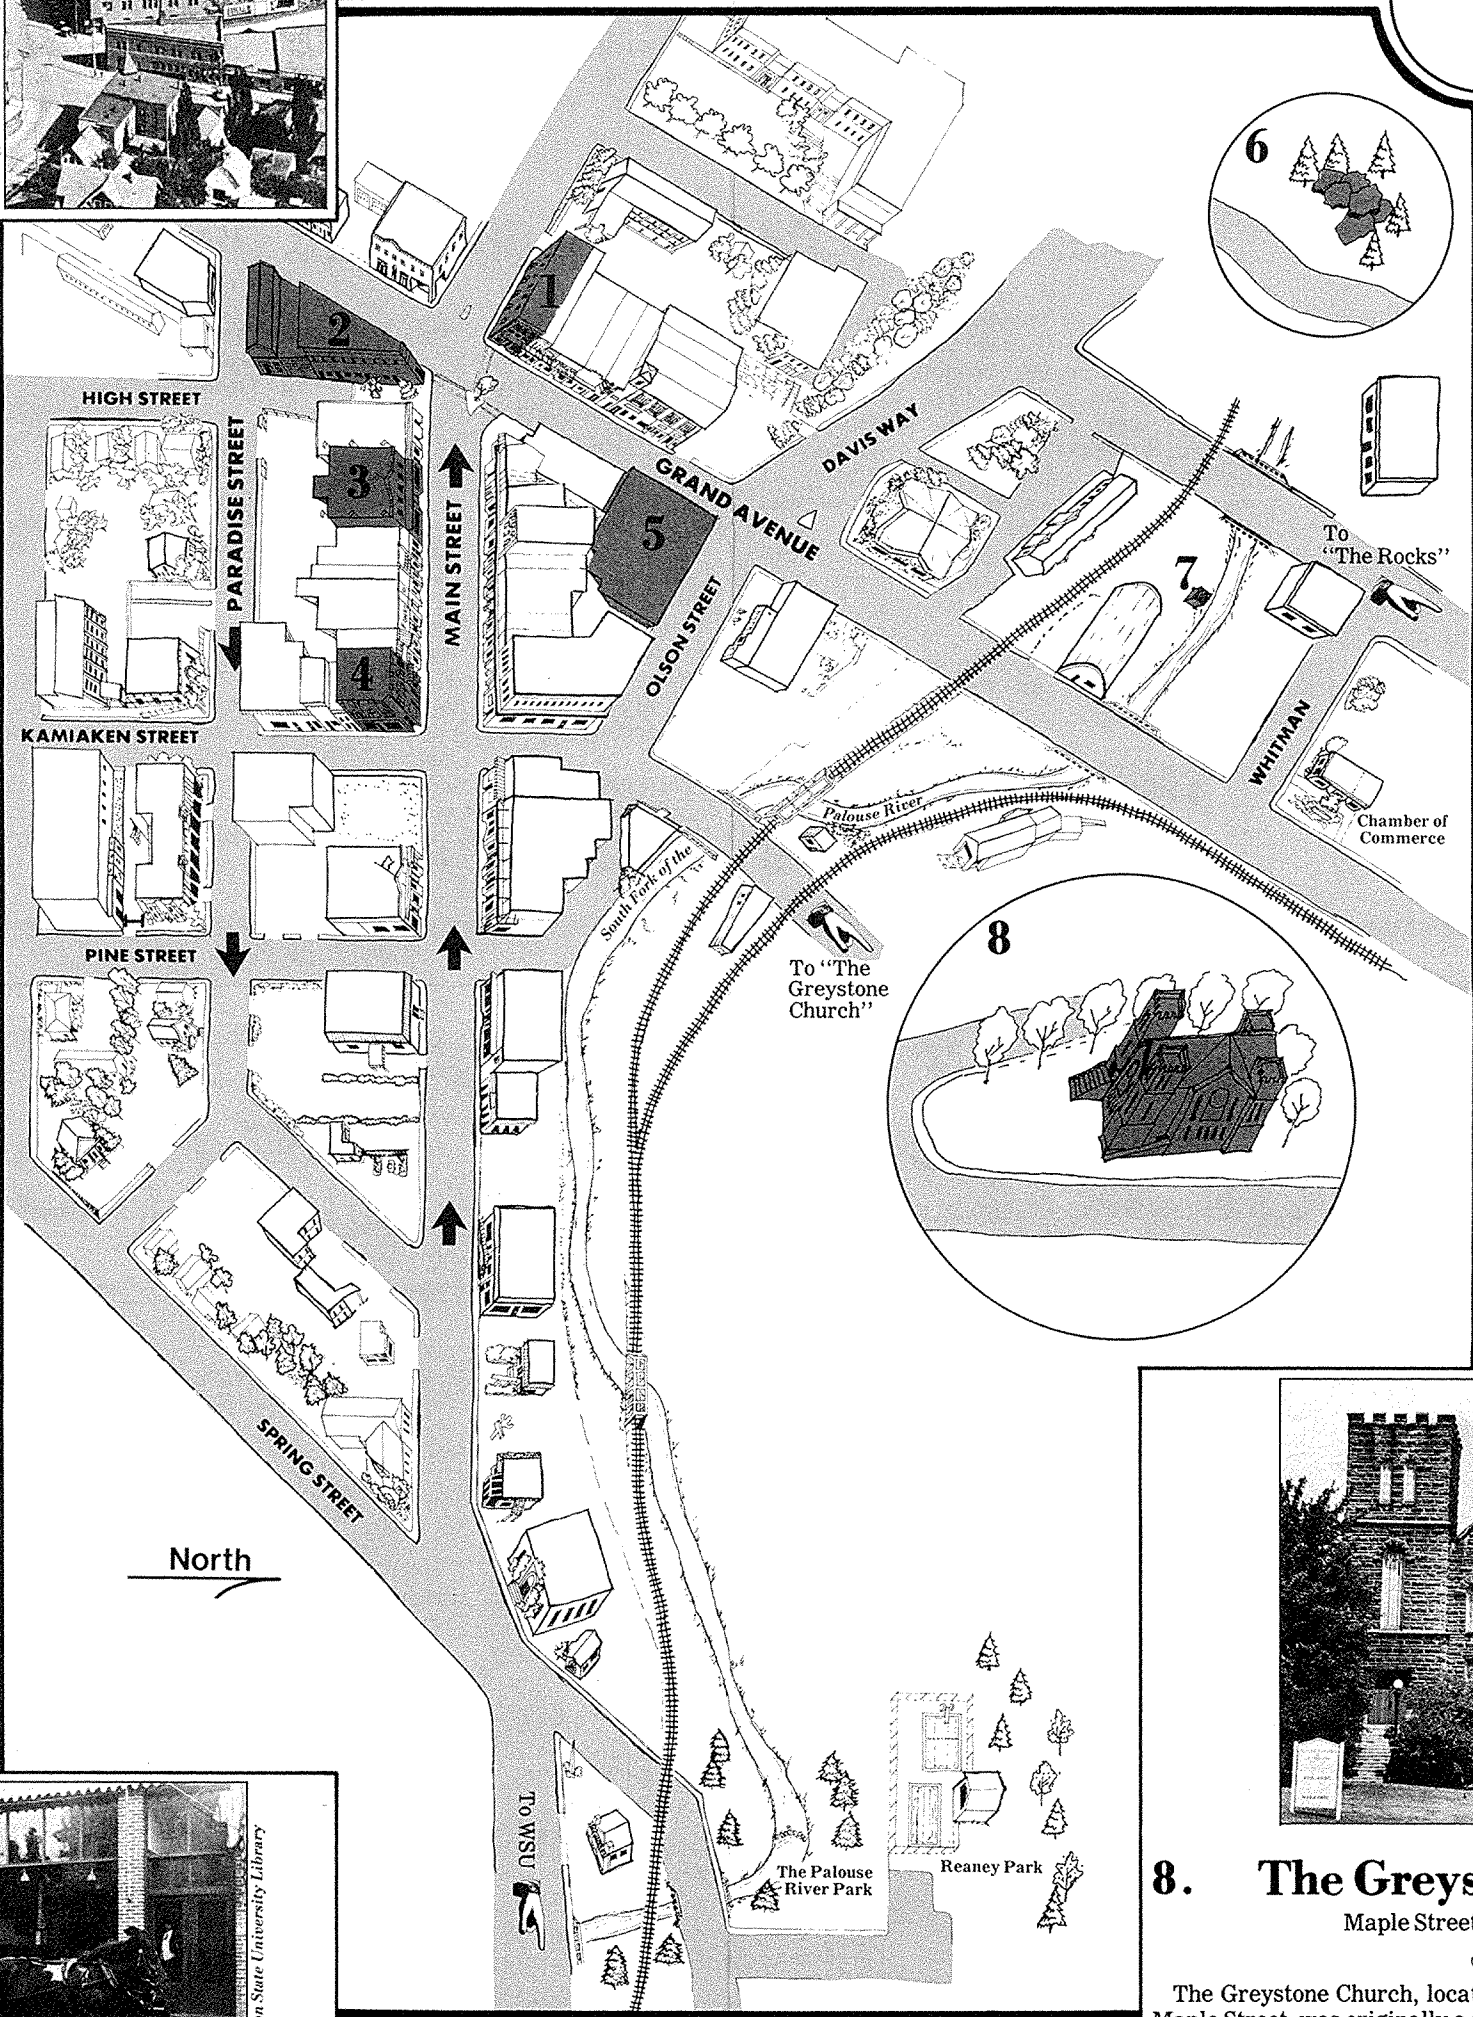 6
1
2
HIGH STREET
PARADISE STREET
3
MAIN STREET
GRAND AVENUE
DAVIS WAY
5
To
"The Rocks"
7
OLSON STREET
4
KAMIAKEN STREET
WHITMAN
Chamber of
Commerce
South Fork of the
Palouse River
PINE STREET
8
To "The
Greystone
Church"
SPRING STREET
North
To WSU
The Palouse
River Park
Reaney Park
State University Library
8. The Greys
Maple Street
The Greystone Church, locat